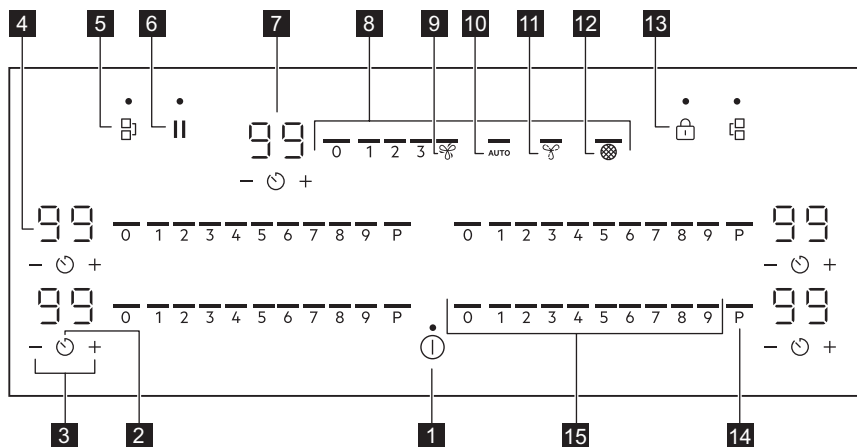 4 5 6 7 8 9 10 11 12 13
99 0 1 2 3 AUTO
− +
99 0 1 2 3 4 5 6 7 8 9 P 0 1 2 3 4 5 6 7 8 9 P 99
− + − +
99 0 1 2 3 4 5 6 7 8 9 P 0 1 2 3 4 5 6 7 8 9 P 99
− + − +
3 2 1 15 14